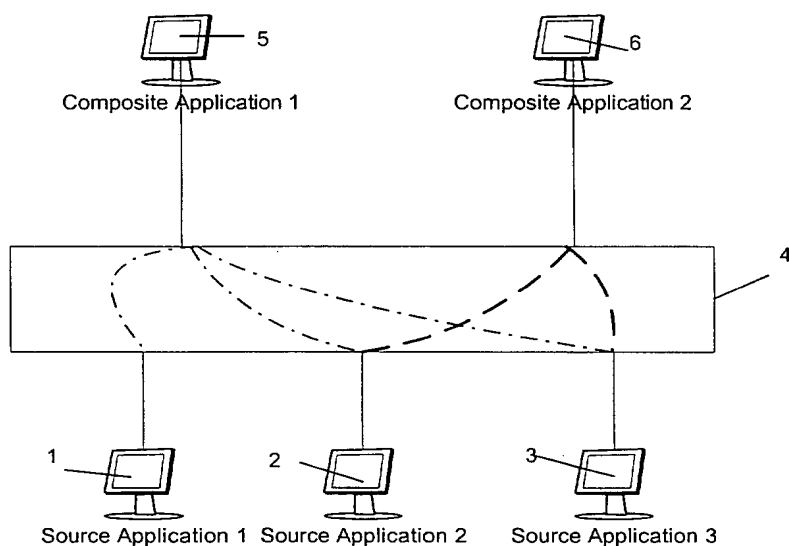 5
6
Composite Application 1
Composite Application 2
4
1
2
3
Source Application 1
Source Application 2
Source Application 3